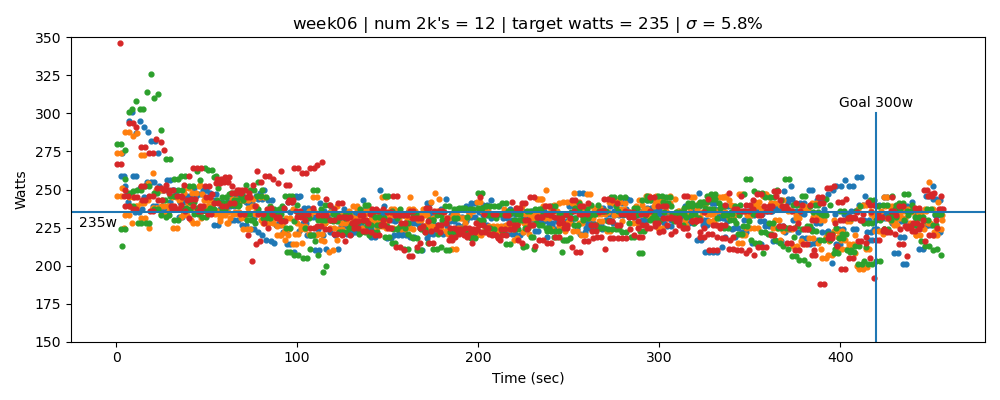 week06 | num 2k's = 12 | target watts = 235 | σ = 5.8%
350
325
300
275
250
225
200
175
150
Watts
235w
Goal 300w
0 100 200 300 400
Time (sec)